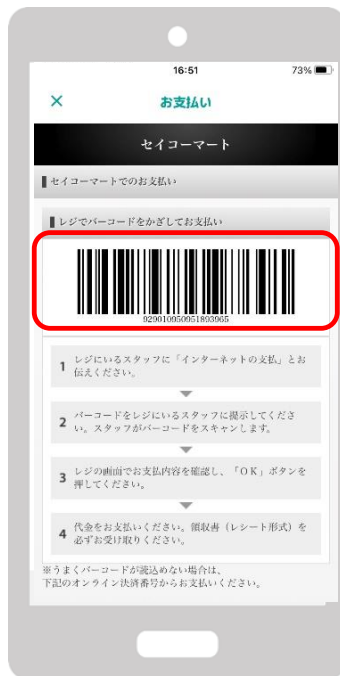 16:51 73%
× お支払い
セイコーマート
セイコーマートでのお支払い
レジでバーコードをかざしてお支払い
929010950951893965
1 レジにいるスタッフに「インターネットの支払」とお
伝えください。
2 バーコードをレジにいるスタッフに提示してくださ
い。スタッフがバーコードをスキャンします。
3 レジの画面でお支払内容を確認し、「OK」ボタンを
押してください。
4 代金をお支払いください。領収書（レシート形式）を
必ずお受け取りください。
※うまくバーコードが読込めない場合は、
下記のオンライン決済番号からお支払いください。